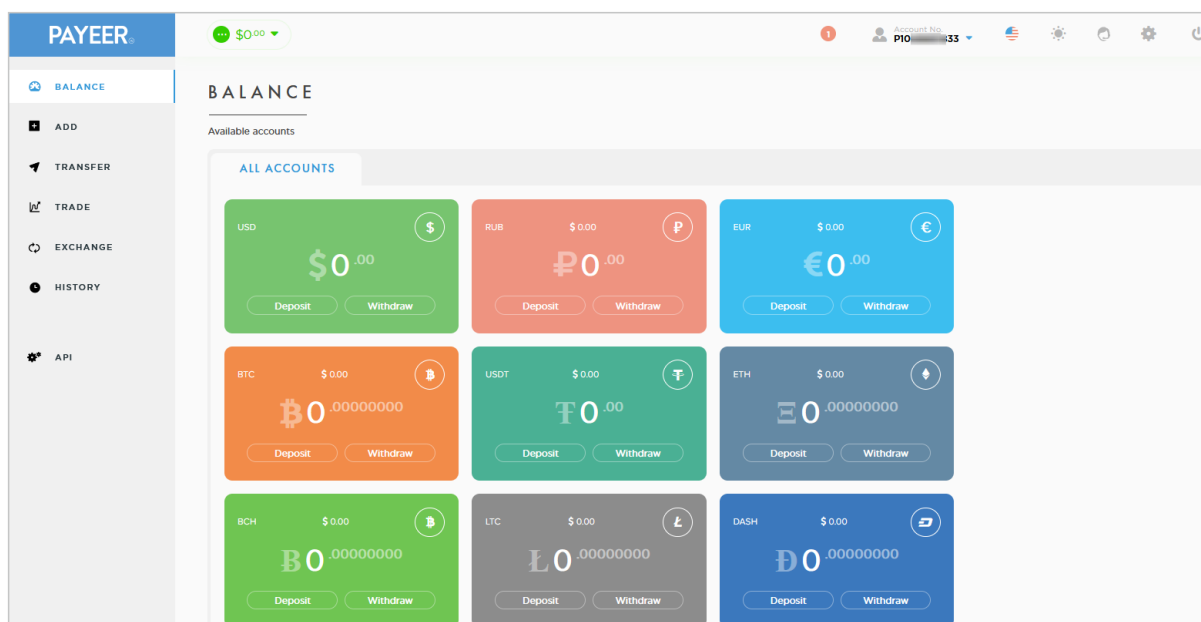 PAYEER®
$0.00
1
Account No.
P10 33
BALANCE
ADD
TRANSFER
TRADE
EXCHANGE
HISTORY
API
BALANCE
Available accounts
ALL ACCOUNTS
USD $
$0.00
Deposit Withdraw
RUB $ 0.00 ₽
₽0.00
Deposit Withdraw
EUR $ 0.00 €
€0.00
Deposit Withdraw
BTC $ 0.00
₿0.00000000
Deposit Withdraw
USDT $ 0.00 ₮
₮0.00
Deposit Withdraw
ETH $ 0.00
Ξ0.00000000
Deposit Withdraw
BCH $ 0.00
Ƀ0.00000000
Deposit Withdraw
LTC $ 0.00 Ł
Ł0.00000000
Deposit Withdraw
DASH $ 0.00
Đ0.00000000
Deposit Withdraw